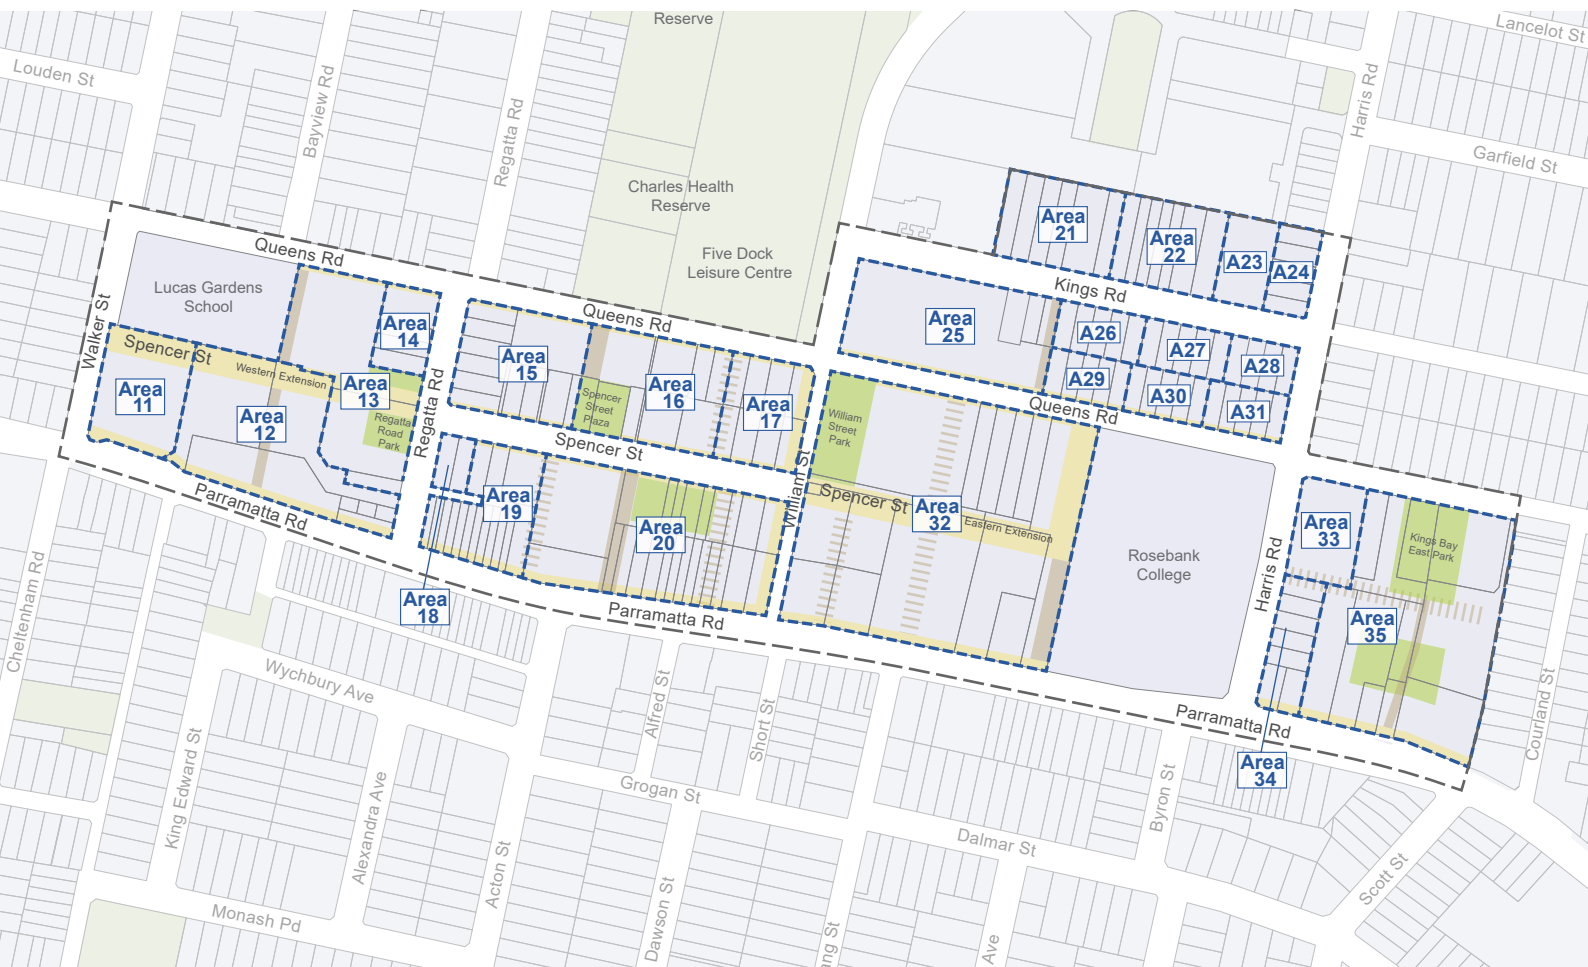 Reserve
Lancelot St
Louden St
Bayview Rd
Regatta Rd
Harris Rd
Garfield St
Charles Health
Reserve
Five Dock
Leisure Centre
Queens Rd
Lucas Gardens
School
Walker St
Spencer St
Western Extension
Area
11
Area
12
Area
13
Area
14
Regatta
Road
Park
Regatta Rd
Area
15
Spencer
Street
Plaza
Area
16
Area
17
Queens Rd
Spencer St
Area
18
Area
19
Area
20
William St
William
Street
Park
Area
21
Area
22
A23
A24
Kings Rd
Area
25
A26
A27
A28
A29
A30
A31
Queens Rd
Spencer St
Area
32
Eastern Extension
Rosebank
College
Harris Rd
Area
33
Kings Bay
East Park
Area
35
Area
34
Parramatta Rd
Parramatta Rd
Parramatta Rd
Cheltenham Rd
Wychbury Ave
King Edward St
Alexandra Ave
Acton St
Monash Pd
Alfred St
Short St
Grogan St
Dawson St
ang St
Dalmar St
Ave
Byron St
Scott St
Courland St